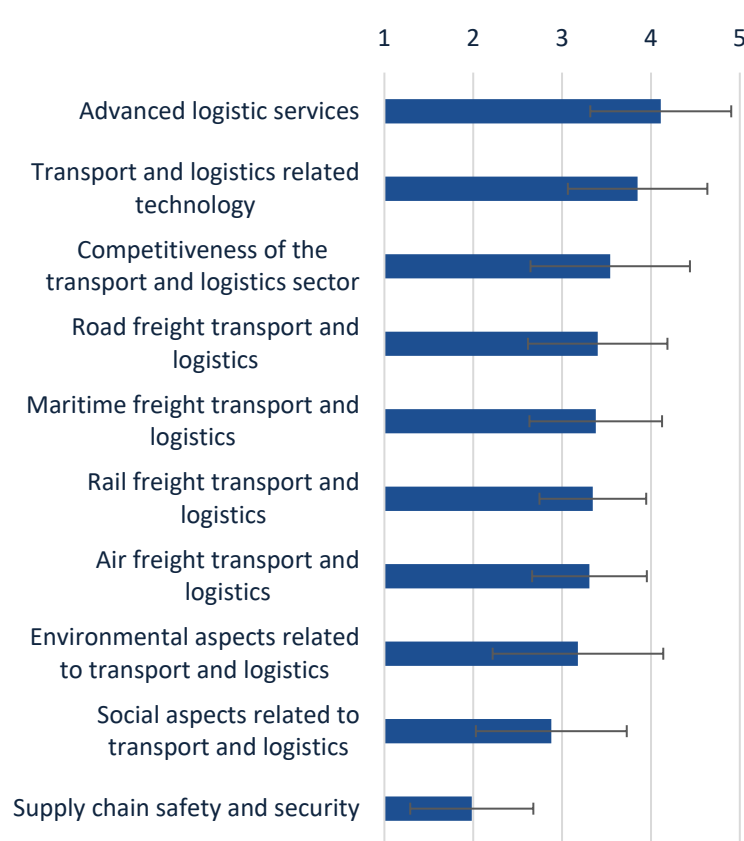 1 2 3 4 5
Advanced logistic services
Transport and logistics related
technology
Competitiveness of the
transport and logistics sector
Road freight transport and
logistics
Maritime freight transport and
logistics
Rail freight transport and
logistics
Air freight transport and
logistics
Environmental aspects related
to transport and logistics
Social aspects related to
transport and logistics
Supply chain safety and security